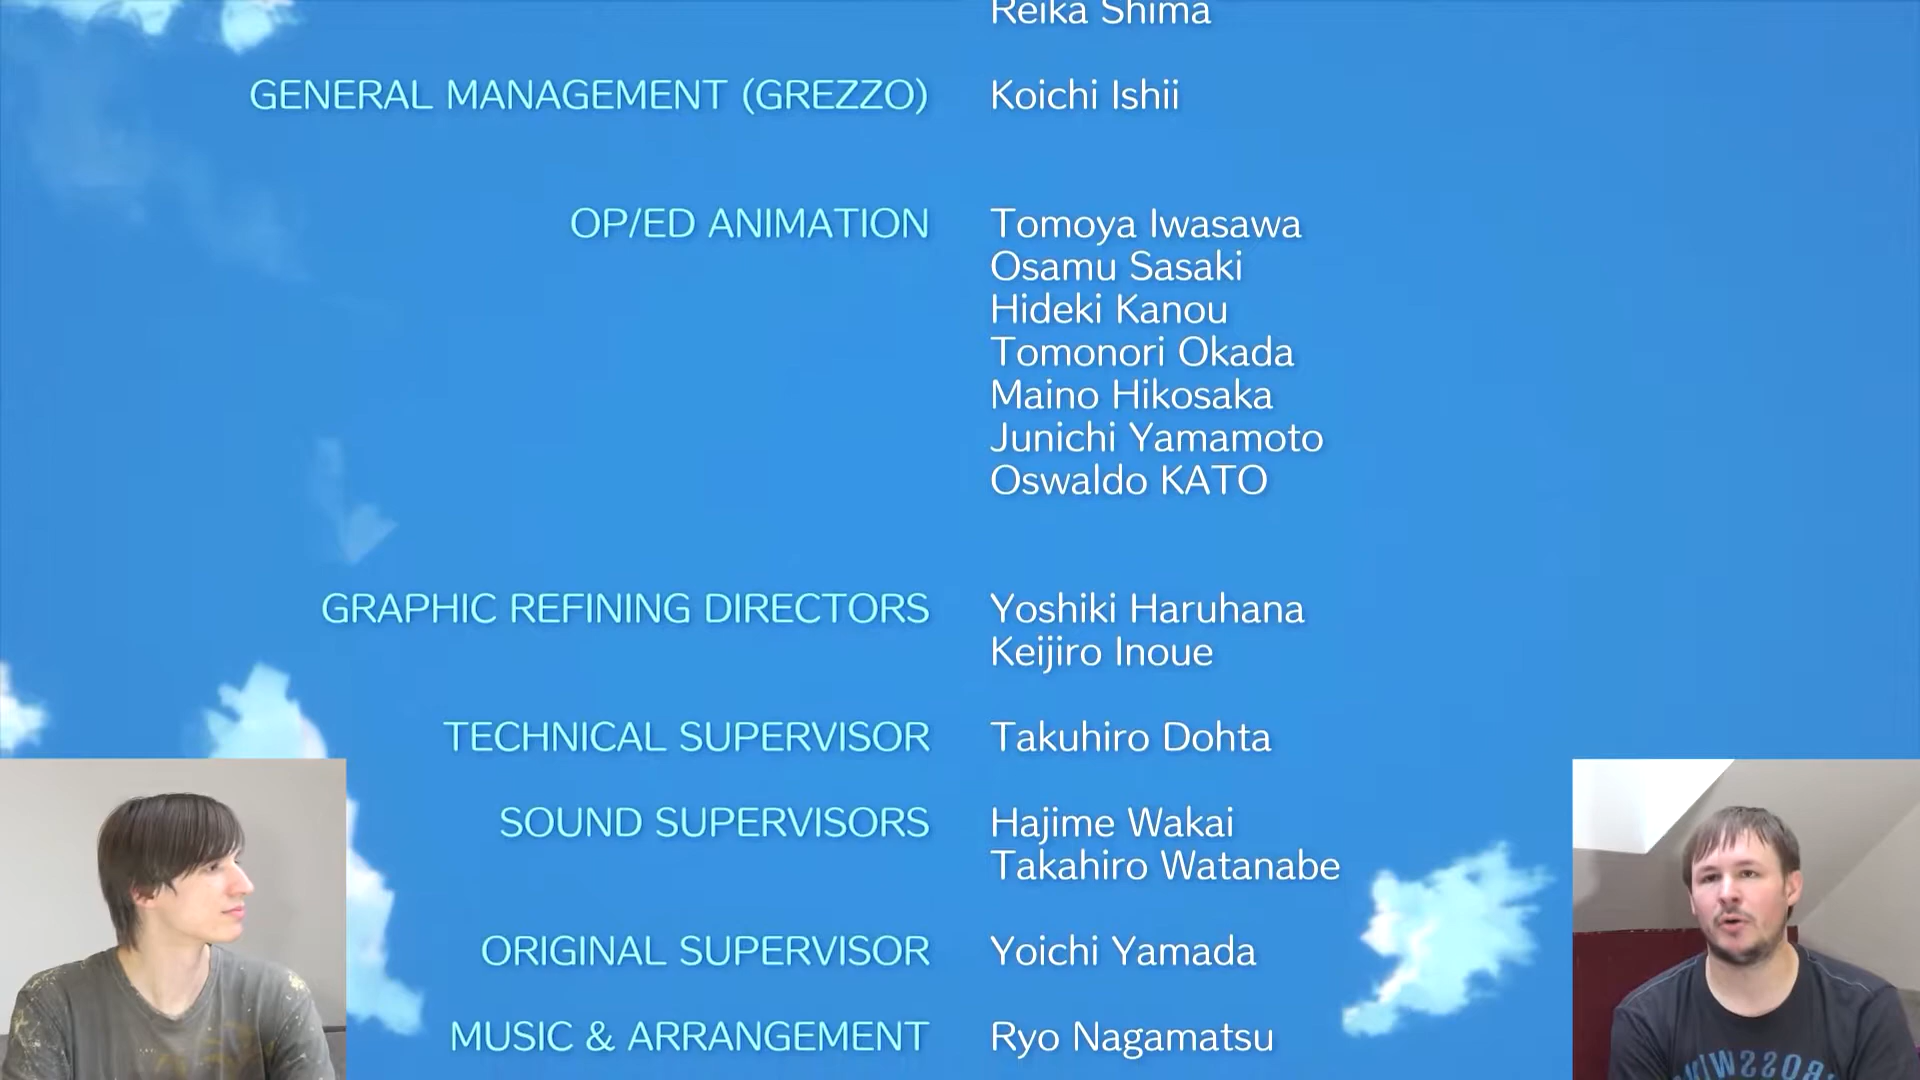 Reika Shima
GENERAL MANAGEMENT (GREZZO) Koichi Ishii
OP/ED ANIMATION Tomoya Iwasawa
Osamu Sasaki
Hideki Kanou
Tomonori Okada
Maino Hikosaka
Junichi Yamamoto
Oswaldo KATO
GRAPHIC REFINING DIRECTORS Yoshiki Haruhana
Keijiro Inoue
TECHNICAL SUPERVISOR Takuhiro Dohta
SOUND SUPERVISORS Hajime Wakai
Takahiro Watanabe
ORIGINAL SUPERVISOR Yoichi Yamada
MUSIC & ARRANGEMENT Ryo Nagamatsu